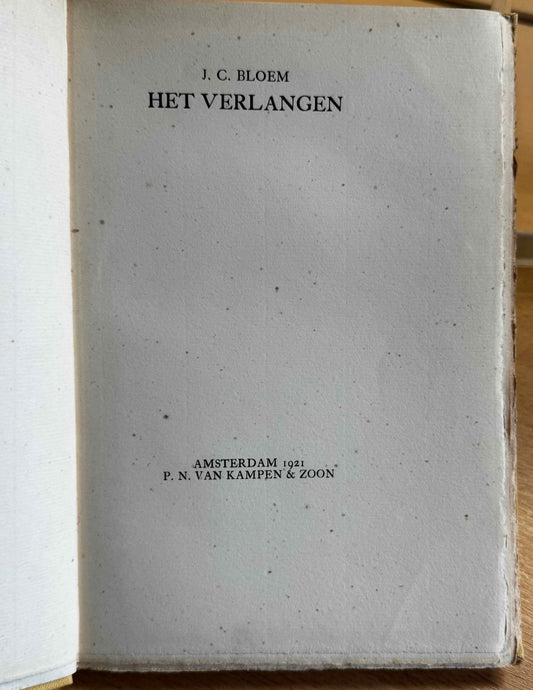 J. C. BLOEM
HET VERLANGEN
AMSTERDAM 1921
P. N. VAN KAMPEN & ZOON